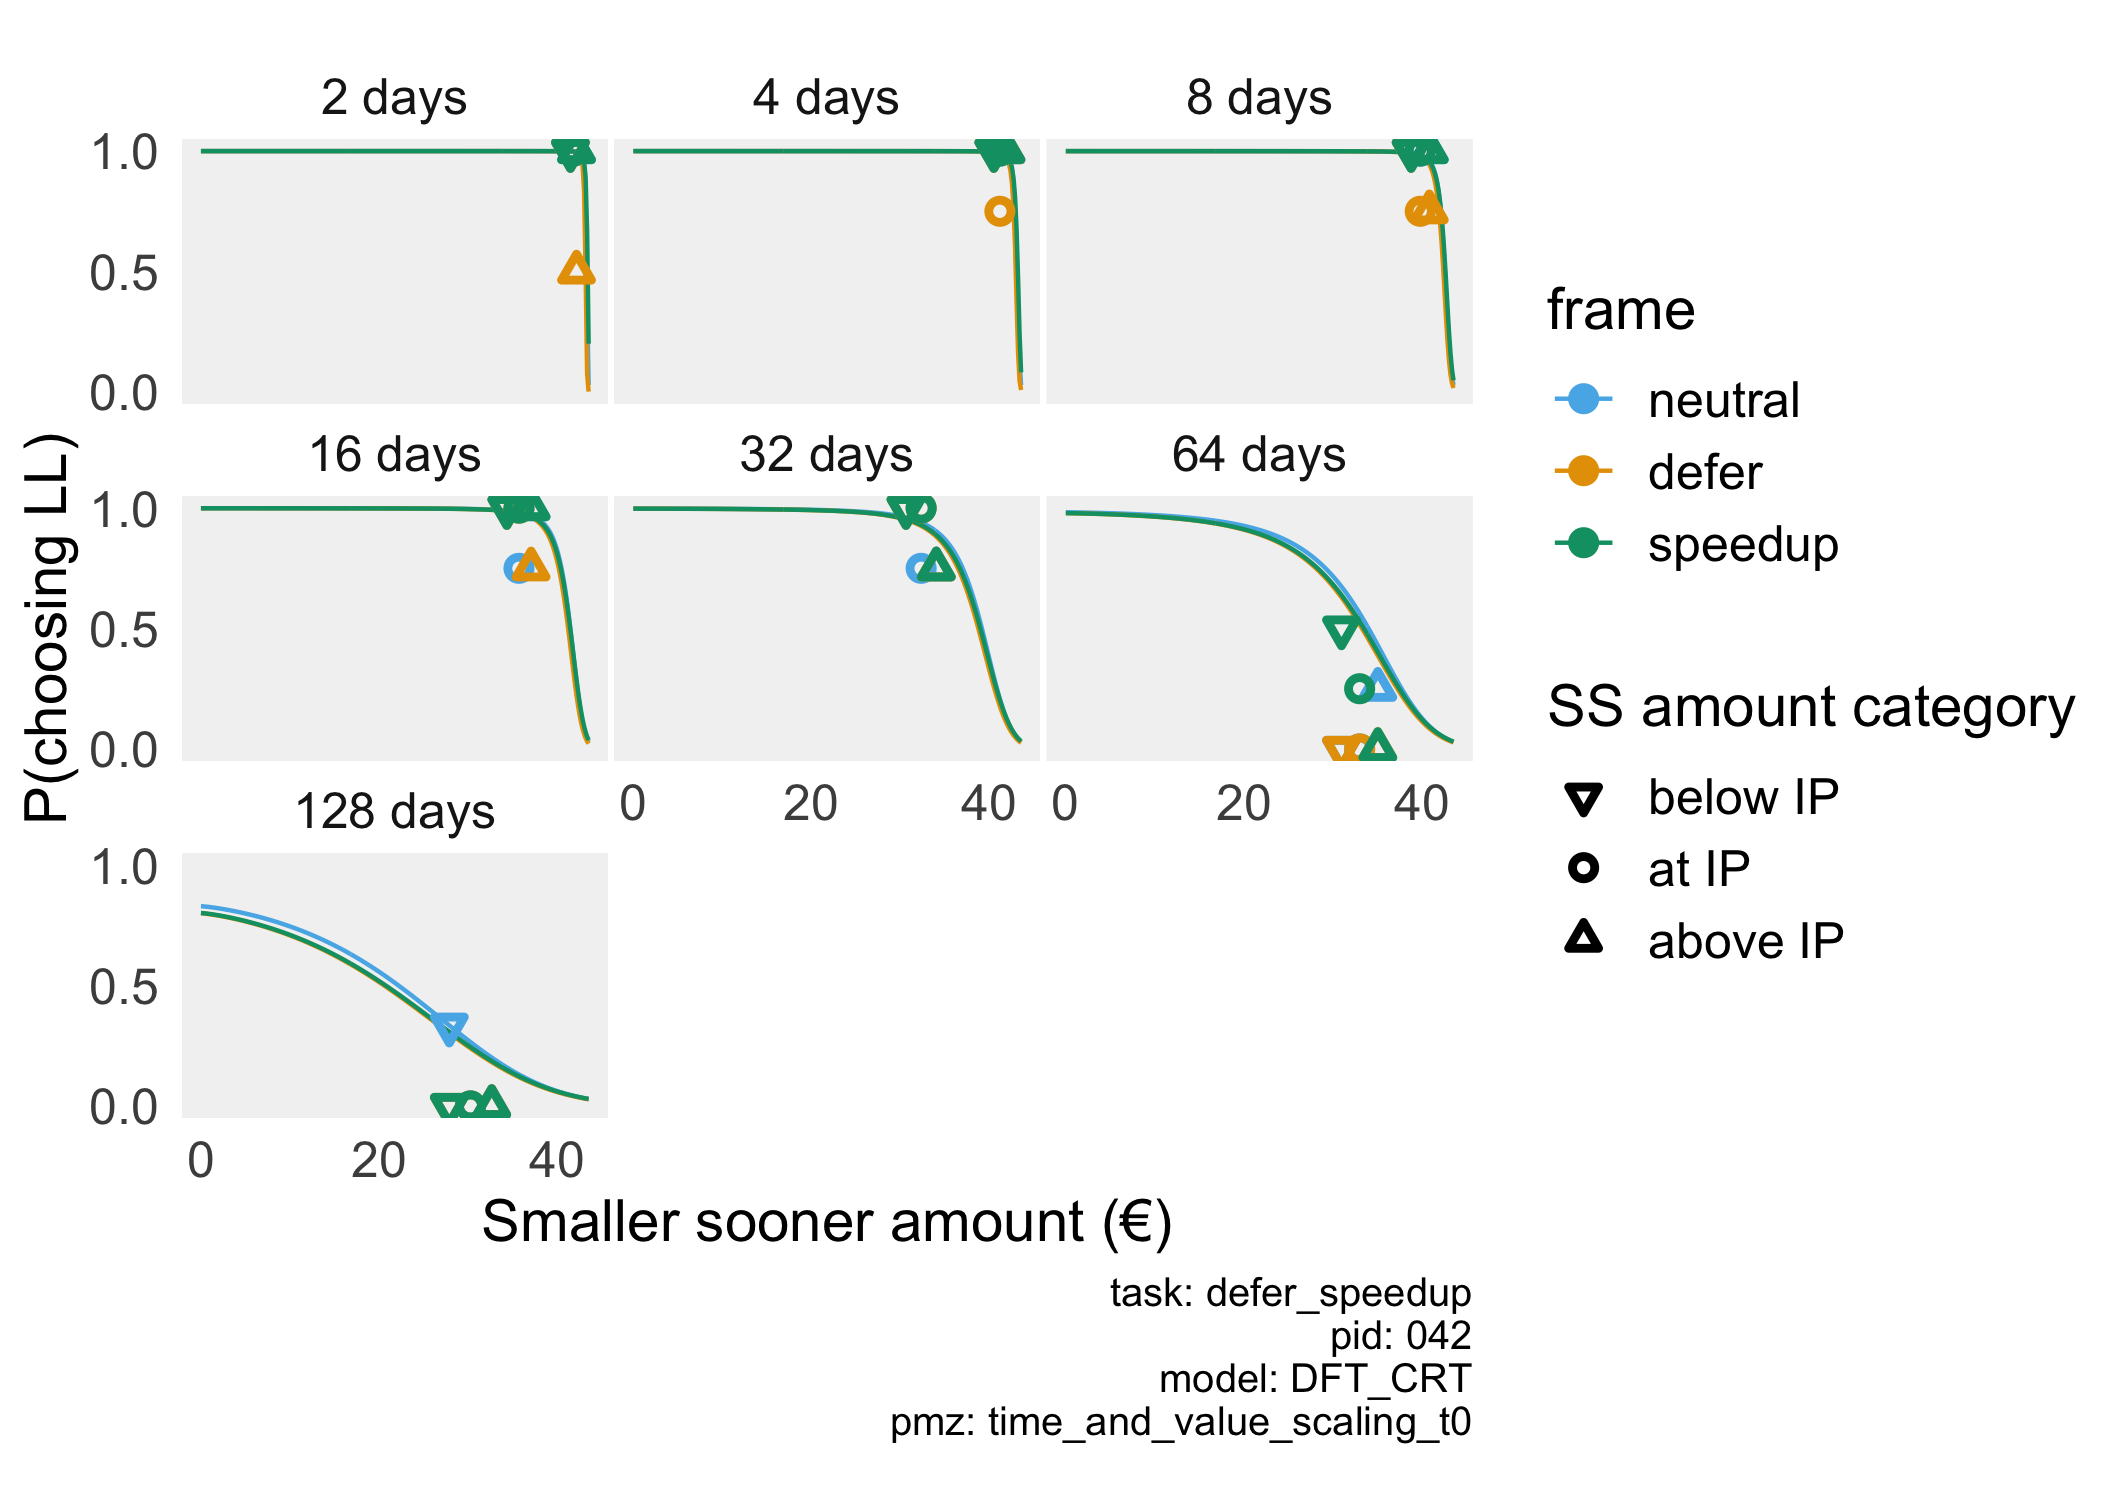 2 days
4 days
8 days
1.0
0.5
0.0
16 days
32 days
64 days
1.0
0.5
0.0
0
20
40
0
20
40
128 days
1.0
0.5
0.0
0
20
40
P(choosing LL)
Smaller sooner amount (€)
frame
neutral
defer
speedup
SS amount category
below IP
at IP
above IP
task: defer_speedup
pid: 042
model: DFT_CRT
pmz: time_and_value_scaling_t0